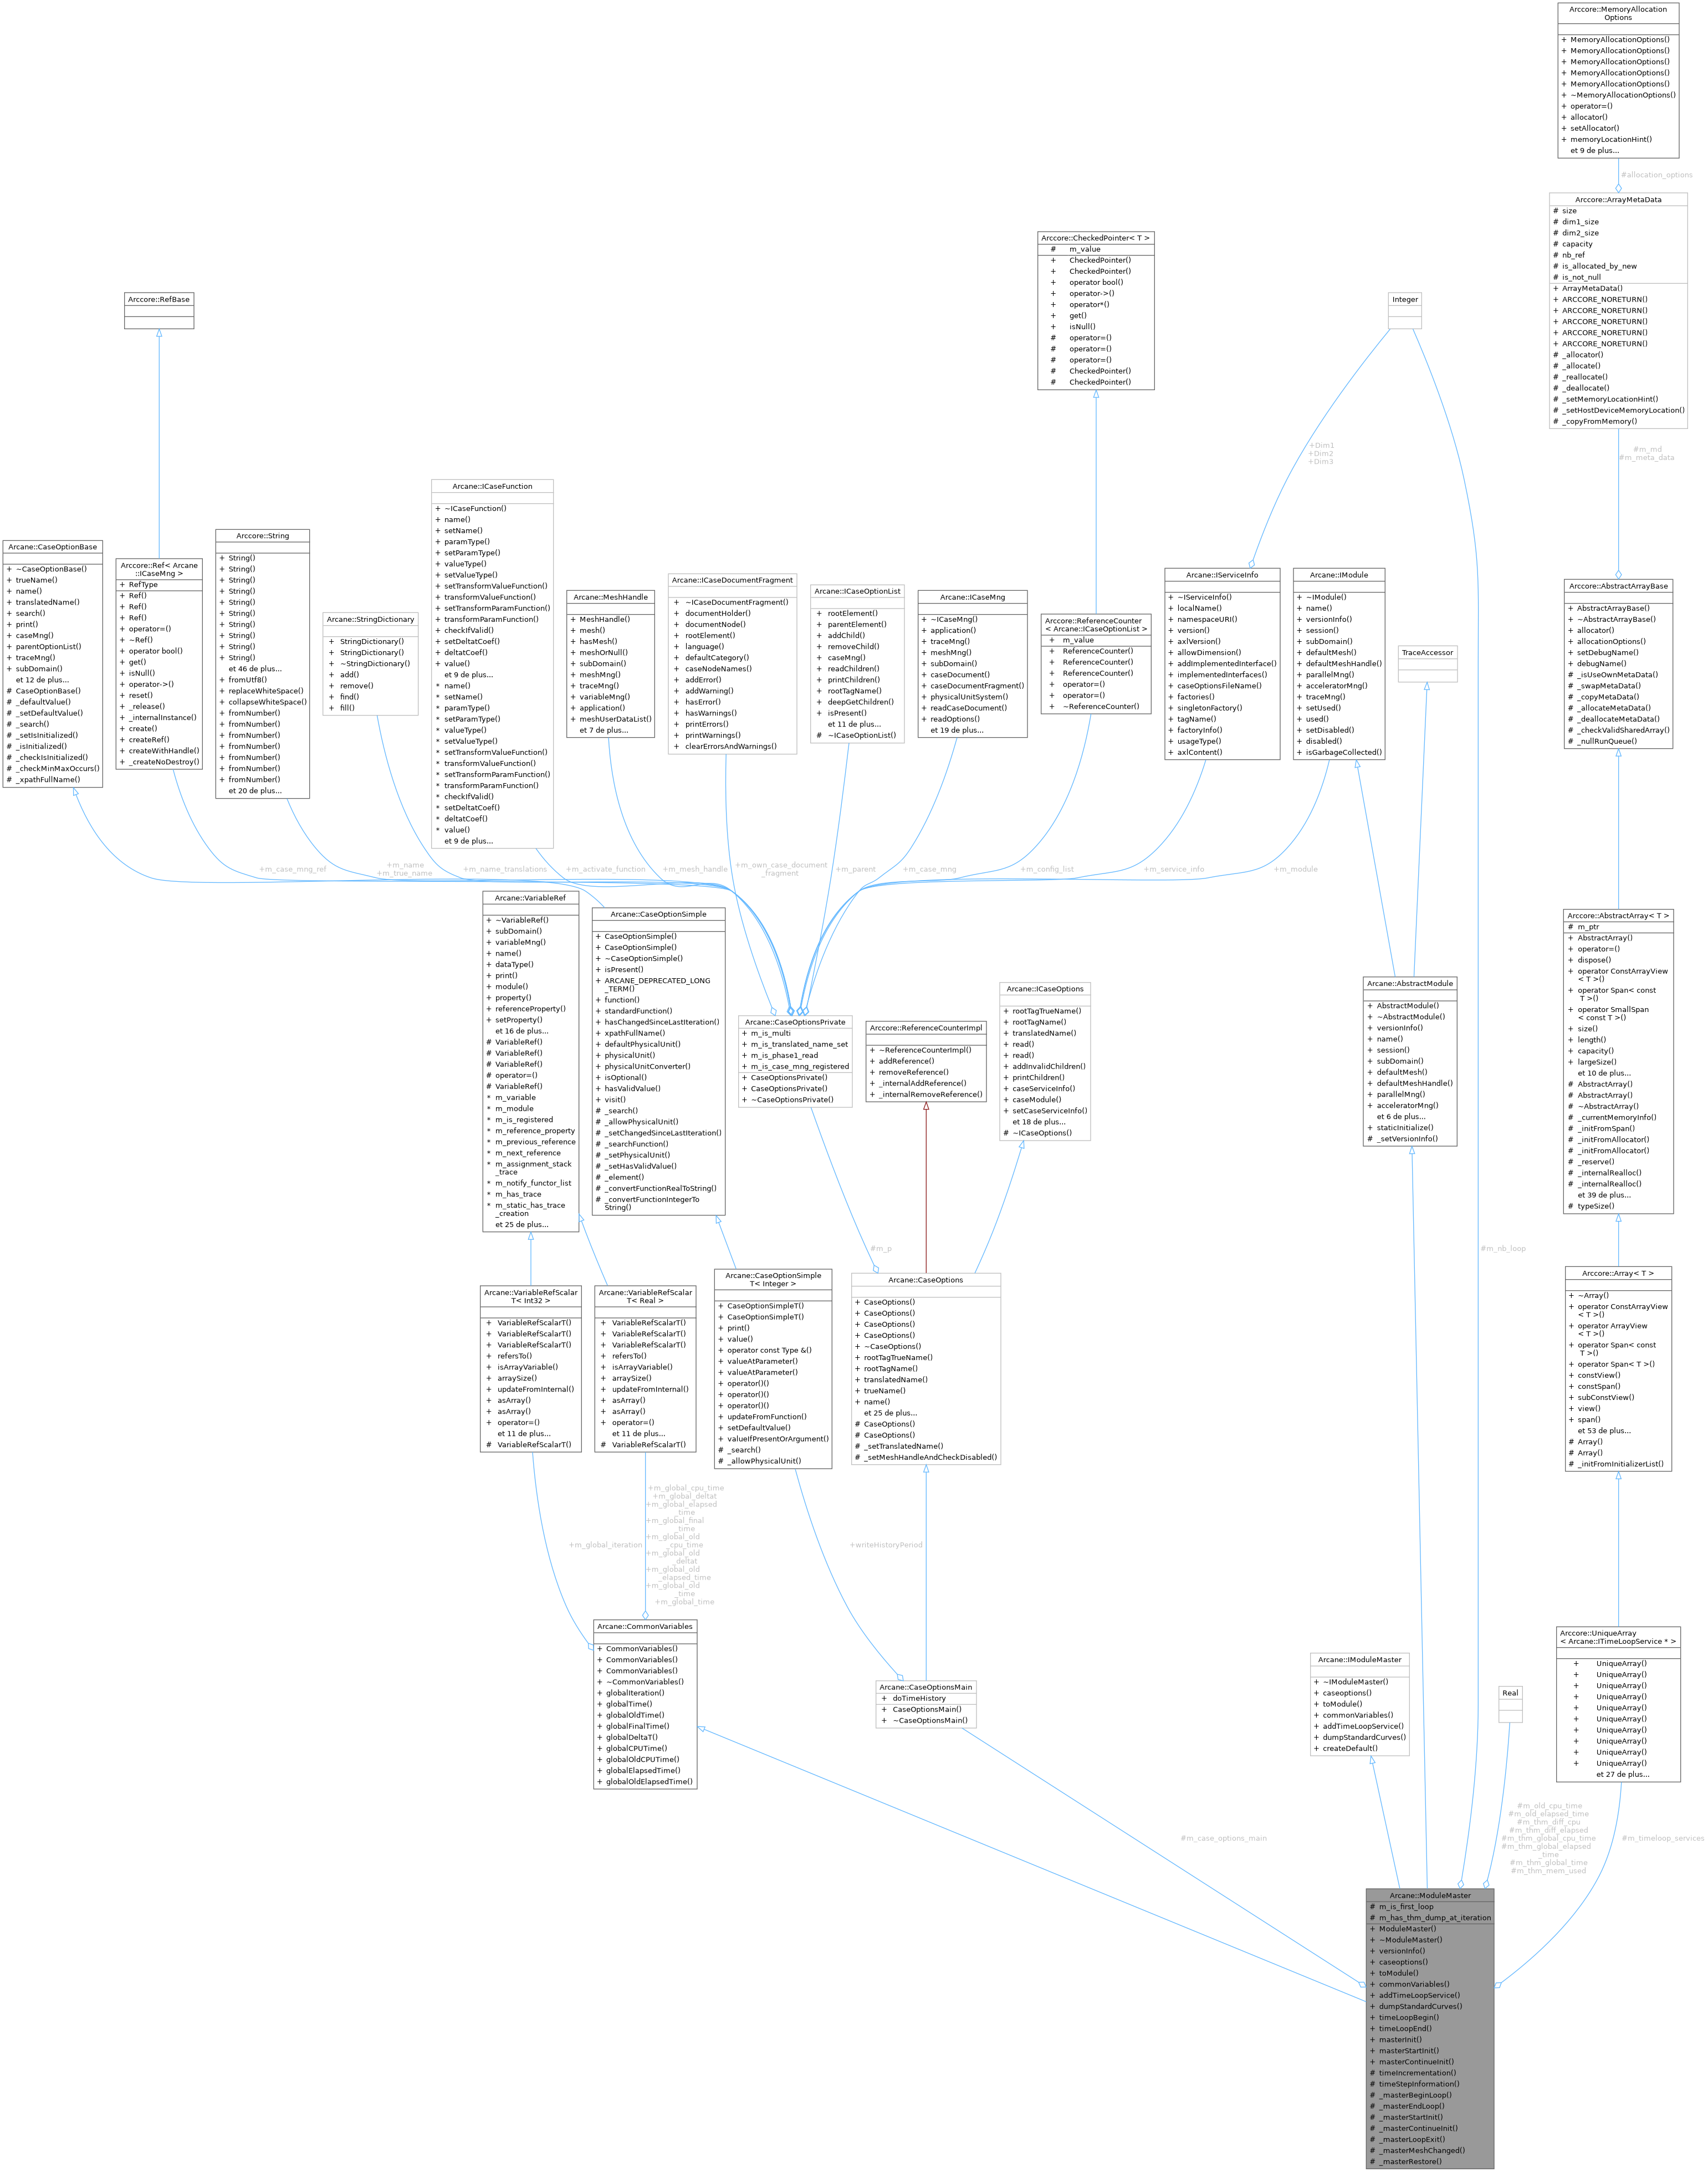 Arccore::MemoryAllocation
Options
+ MemoryAllocationOptions()
+ MemoryAllocationOptions()
+ MemoryAllocationOptions()
+ MemoryAllocationOptions()
+ MemoryAllocationOptions()
+ ~MemoryAllocationOptions()
+ operator=()
+ allocator()
+ setAllocator()
+ memoryLocationHint()
et 9 de plus...
#allocation_options
Arccore::ArrayMetaData
# size
# dim1_size
# dim2_size
# capacity
# nb_ref
# is_allocated_by_new
# is_not_null
+ ArrayMetaData()
+ ARCCORE_NORETURN()
+ ARCCORE_NORETURN()
+ ARCCORE_NORETURN()
+ ARCCORE_NORETURN()
+ ARCCORE_NORETURN()
# _allocator()
# _allocate()
# _reallocate()
# _deallocate()
# _setMemoryLocationHint()
# _setHostDeviceMemoryLocation()
# _copyFromMemory()
Arccore::CheckedPointer< T >
# m_value
+ CheckedPointer()
+ CheckedPointer()
+ operator bool()
+ operator->()
+ operator*()
+ get()
+ isNull()
# operator=()
# operator=()
# operator=()
# CheckedPointer()
# CheckedPointer()
Arccore::RefBase
Integer
+Dim1
+Dim2
+Dim3
#m_md
#m_meta_data
Arcane::CaseOptionBase
+ ~CaseOptionBase()
+ trueName()
+ name()
+ translatedName()
+ search()
+ print()
+ caseMng()
+ parentOptionList()
+ traceMng()
+ subDomain()
et 12 de plus...
# CaseOptionBase()
# _defaultValue()
# _setDefaultValue()
# _search()
# _setIsInitialized()
# _isInitialized()
# _checkIsInitialized()
# _checkMinMaxOccurs()
# _xpathFullName()
Arccore::Ref< Arcane
::ICaseMng >
+ RefType
+ Ref()
+ Ref()
+ Ref()
+ operator=()
+ ~Ref()
+ operator bool()
+ get()
+ isNull()
+ operator->()
+ reset()
+ _release()
+ _internalInstance()
+ create()
+ createRef()
+ createWithHandle()
+ _createNoDestroy()
Arccore::String
+ String()
+ String()
+ String()
+ String()
+ String()
+ String()
+ String()
+ String()
+ String()
+ String()
et 46 de plus...
+ fromUtf8()
+ replaceWhiteSpace()
+ collapseWhiteSpace()
+ fromNumber()
+ fromNumber()
+ fromNumber()
+ fromNumber()
+ fromNumber()
+ fromNumber()
+ fromNumber()
et 20 de plus...
Arcane::StringDictionary
+ StringDictionary()
+ StringDictionary()
+ ~StringDictionary()
+ add()
+ remove()
+ find()
+ fill()
Arcane::ICaseFunction
+ ~ICaseFunction()
+ name()
+ setName()
+ paramType()
+ setParamType()
+ valueType()
+ setValueType()
+ setTransformValueFunction()
+ transformValueFunction()
+ setTransformParamFunction()
+ transformParamFunction()
+ checkIfValid()
+ setDeltatCoef()
+ deltatCoef()
+ value()
et 9 de plus...
* name()
* setName()
* paramType()
* setParamType()
* valueType()
* setValueType()
* setTransformValueFunction()
* transformValueFunction()
* setTransformParamFunction()
* transformParamFunction()
* checkIfValid()
* setDeltatCoef()
* deltatCoef()
* value()
et 9 de plus...
Arcane::MeshHandle
+ MeshHandle()
+ mesh()
+ hasMesh()
+ meshOrNull()
+ subDomain()
+ meshMng()
+ traceMng()
+ variableMng()
+ application()
+ meshUserDataList()
et 7 de plus...
Arcane::ICaseDocumentFragment
+ ~ICaseDocumentFragment()
+ documentHolder()
+ documentNode()
+ rootElement()
+ language()
+ defaultCategory()
+ caseNodeNames()
+ addError()
+ addWarning()
+ hasError()
+ hasWarnings()
+ printErrors()
+ printWarnings()
+ clearErrorsAndWarnings()
Arcane::ICaseOptionList
+ rootElement()
+ parentElement()
+ addChild()
+ removeChild()
+ caseMng()
+ readChildren()
+ printChildren()
+ rootTagName()
+ deepGetChildren()
+ isPresent()
et 11 de plus...
# ~ICaseOptionList()
Arcane::ICaseMng
+ ~ICaseMng()
+ application()
+ traceMng()
+ meshMng()
+ subDomain()
+ caseDocument()
+ caseDocumentFragment()
+ physicalUnitSystem()
+ readCaseDocument()
+ readOptions()
et 19 de plus...
Arccore::ReferenceCounter
< Arcane::ICaseOptionList >
+ m_value
+ ReferenceCounter()
+ ReferenceCounter()
+ ReferenceCounter()
+ operator=()
+ operator=()
+ ~ReferenceCounter()
Arcane::IServiceInfo
+ ~IServiceInfo()
+ localName()
+ namespaceURI()
+ version()
+ axlVersion()
+ allowDimension()
+ addImplementedInterface()
+ implementedInterfaces()
+ caseOptionsFileName()
+ factories()
+ singletonFactory()
+ tagName()
+ factoryInfo()
+ usageType()
+ axlContent()
Arcane::IModule
+ ~IModule()
+ name()
+ versionInfo()
+ session()
+ subDomain()
+ defaultMesh()
+ defaultMeshHandle()
+ parallelMng()
+ acceleratorMng()
+ traceMng()
+ setUsed()
+ used()
+ setDisabled()
+ disabled()
+ isGarbageCollected()
TraceAccessor
Arccore::AbstractArrayBase
+ AbstractArrayBase()
+ ~AbstractArrayBase()
+ allocator()
+ allocationOptions()
+ setDebugName()
+ debugName()
# _isUseOwnMetaData()
# _swapMetaData()
# _copyMetaData()
# _allocateMetaData()
# _deallocateMetaData()
# _checkValidSharedArray()
# _nullRunQueue()
+m_case_mng_ref
+m_name
+m_true_name
+m_name_translations
+m_activate_function
+m_mesh_handle
+m_own_case_document
_fragment
+m_parent
+m_case_mng
+m_config_list
+m_service_info
+m_module
Arcane::VariableRef
+ ~VariableRef()
+ subDomain()
+ variableMng()
+ name()
+ dataType()
+ print()
+ module()
+ property()
+ referenceProperty()
+ setProperty()
et 16 de plus...
# VariableRef()
# VariableRef()
# VariableRef()
# operator=()
# VariableRef()
* m_variable
* m_module
* m_is_registered
* m_reference_property
* m_previous_reference
* m_next_reference
* m_assignment_stack
_trace
* m_notify_functor_list
* m_has_trace
* m_static_has_trace
_creation
et 25 de plus...
Arcane::CaseOptionSimple
+ CaseOptionSimple()
+ CaseOptionSimple()
+ ~CaseOptionSimple()
+ isPresent()
+ ARCANE_DEPRECATED_LONG
_TERM()
+ function()
+ standardFunction()
+ hasChangedSinceLastIteration()
+ xpathFullName()
+ defaultPhysicalUnit()
+ physicalUnit()
+ physicalUnitConverter()
+ isOptional()
+ hasValidValue()
+ visit()
# _search()
# _allowPhysicalUnit()
# _setChangedSinceLastIteration()
# _searchFunction()
# _setPhysicalUnit()
# _setHasValidValue()
# _element()
# _convertFunctionRealToString()
# _convertFunctionIntegerTo
String()
Arcane::CaseOptionsPrivate
+ m_is_multi
+ m_is_translated_name_set
+ m_is_phase1_read
+ m_is_case_mng_registered
+ CaseOptionsPrivate()
+ CaseOptionsPrivate()
+ ~CaseOptionsPrivate()
Arccore::ReferenceCounterImpl
+ ~ReferenceCounterImpl()
+ addReference()
+ removeReference()
+ _internalAddReference()
+ _internalRemoveReference()
Arcane::ICaseOptions
+ rootTagTrueName()
+ rootTagName()
+ translatedName()
+ read()
+ read()
+ addInvalidChildren()
+ printChildren()
+ caseServiceInfo()
+ caseModule()
+ setCaseServiceInfo()
et 18 de plus...
# ~ICaseOptions()
Arcane::AbstractModule
+ AbstractModule()
+ ~AbstractModule()
+ versionInfo()
+ name()
+ session()
+ subDomain()
+ defaultMesh()
+ defaultMeshHandle()
+ parallelMng()
+ acceleratorMng()
et 6 de plus...
+ staticInitialize()
# _setVersionInfo()
Arccore::AbstractArray< T >
# m_ptr
+ AbstractArray()
+ operator=()
+ dispose()
+ operator ConstArrayView
< T >()
+ operator Span< const
T >()
+ operator SmallSpan
< const T >()
+ size()
+ length()
+ capacity()
+ largeSize()
et 10 de plus...
# AbstractArray()
# AbstractArray()
# ~AbstractArray()
# _currentMemoryInfo()
# _initFromSpan()
# _initFromAllocator()
# _initFromAllocator()
# _reserve()
# _internalRealloc()
# _internalRealloc()
et 39 de plus...
# typeSize()
#m_p
#m_nb_loop
Arcane::VariableRefScalar
T< Int32 >
+ VariableRefScalarT()
+ VariableRefScalarT()
+ VariableRefScalarT()
+ refersTo()
+ isArrayVariable()
+ arraySize()
+ updateFromInternal()
+ asArray()
+ asArray()
+ operator=()
et 11 de plus...
# VariableRefScalarT()
Arcane::VariableRefScalar
T< Real >
+ VariableRefScalarT()
+ VariableRefScalarT()
+ VariableRefScalarT()
+ refersTo()
+ isArrayVariable()
+ arraySize()
+ updateFromInternal()
+ asArray()
+ asArray()
+ operator=()
et 11 de plus...
# VariableRefScalarT()
Arcane::CaseOptionSimple
T< Integer >
+ CaseOptionSimpleT()
+ CaseOptionSimpleT()
+ print()
+ value()
+ operator const Type &()
+ valueAtParameter()
+ valueAtParameter()
+ operator()()
+ operator()()
+ operator()()
+ updateFromFunction()
+ setDefaultValue()
+ valueIfPresentOrArgument()
# _search()
# _allowPhysicalUnit()
Arcane::CaseOptions
+ CaseOptions()
+ CaseOptions()
+ CaseOptions()
+ CaseOptions()
+ ~CaseOptions()
+ rootTagTrueName()
+ rootTagName()
+ translatedName()
+ trueName()
+ name()
et 25 de plus...
# CaseOptions()
# CaseOptions()
# _setTranslatedName()
# _setMeshHandleAndCheckDisabled()
Arccore::Array< T >
+ ~Array()
+ operator ConstArrayView
< T >()
+ operator ArrayView
< T >()
+ operator Span< const
T >()
+ operator Span< T >()
+ constView()
+ constSpan()
+ subConstView()
+ view()
+ span()
et 53 de plus...
# Array()
# Array()
# _initFromInitializerList()
+m_global_iteration
+m_global_cpu_time
+m_global_deltat
+m_global_elapsed
_time
+m_global_final
_time
+m_global_old
_cpu_time
+m_global_old
_deltat
+m_global_old
_elapsed_time
+m_global_old
_time
+m_global_time
+writeHistoryPeriod
Arcane::CommonVariables
+ CommonVariables()
+ CommonVariables()
+ CommonVariables()
+ ~CommonVariables()
+ globalIteration()
+ globalTime()
+ globalOldTime()
+ globalFinalTime()
+ globalDeltaT()
+ globalCPUTime()
+ globalOldCPUTime()
+ globalElapsedTime()
+ globalOldElapsedTime()
Arcane::CaseOptionsMain
+ doTimeHistory
+ CaseOptionsMain()
+ ~CaseOptionsMain()
Arcane::IModuleMaster
+ ~IModuleMaster()
+ caseoptions()
+ toModule()
+ commonVariables()
+ addTimeLoopService()
+ dumpStandardCurves()
+ createDefault()
Real
Arccore::UniqueArray
< Arcane::ITimeLoopService * >
+ UniqueArray()
+ UniqueArray()
+ UniqueArray()
+ UniqueArray()
+ UniqueArray()
+ UniqueArray()
+ UniqueArray()
+ UniqueArray()
+ UniqueArray()
+ UniqueArray()
et 27 de plus...
#m_case_options_main
#m_old_cpu_time
#m_old_elapsed_time
#m_thm_diff_cpu
#m_thm_diff_elapsed
#m_thm_global_cpu_time
#m_thm_global_elapsed
_time
#m_thm_global_time
#m_thm_mem_used
#m_timeloop_services
Arcane::ModuleMaster
# m_is_first_loop
# m_has_thm_dump_at_iteration
+ ModuleMaster()
+ ~ModuleMaster()
+ versionInfo()
+ caseoptions()
+ toModule()
+ commonVariables()
+ addTimeLoopService()
+ dumpStandardCurves()
+ timeLoopBegin()
+ timeLoopEnd()
+ masterInit()
+ masterStartInit()
+ masterContinueInit()
# timeIncrementation()
# timeStepInformation()
# _masterBeginLoop()
# _masterEndLoop()
# _masterStartInit()
# _masterContinueInit()
# _masterLoopExit()
# _masterMeshChanged()
# _masterRestore()